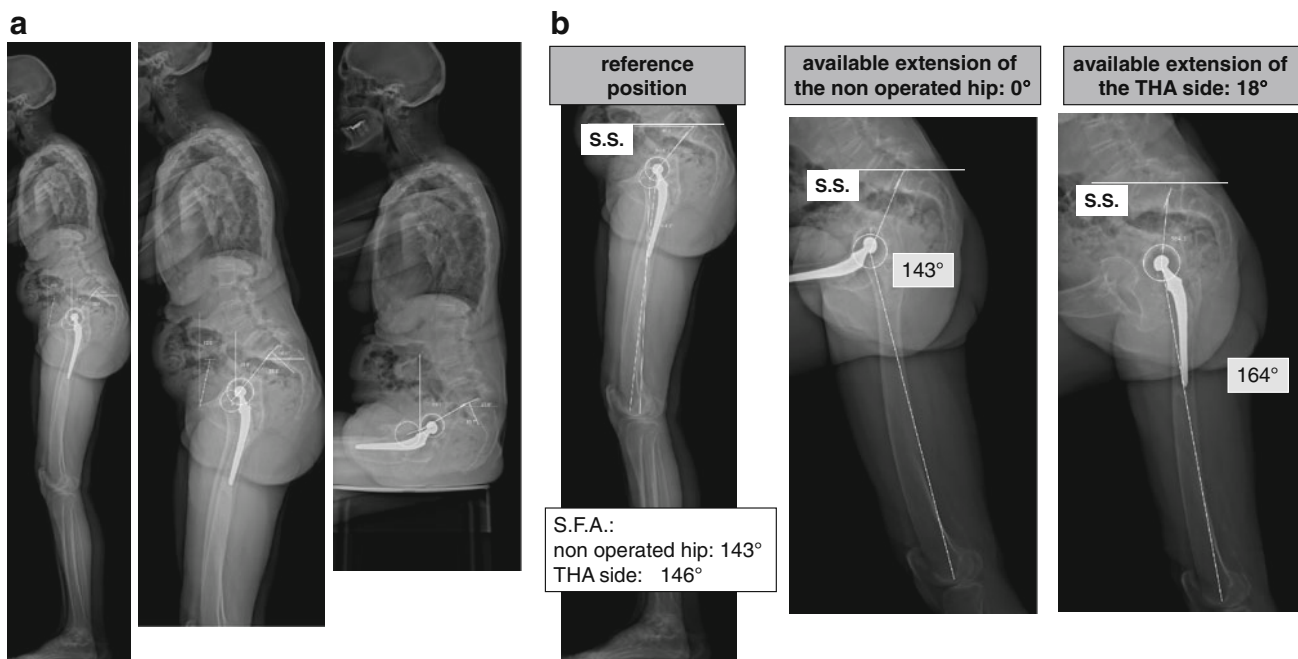 a
b
reference
position
available extension of
the non operated hip: 0°
available extension of
the THA side: 18°
S.S.
S.S.
S.S.
143°
164°
S.F.A.:
non operated hip: 143°
THA side: 146°